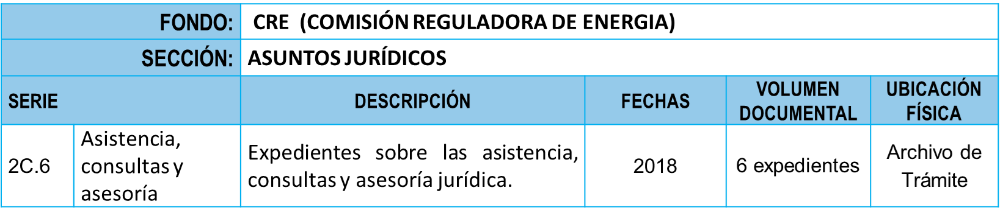 FONDO: CRE (COMISIÓN REGULADORA DE ENERGIA)
SECCIÓN: ASUNTOS JURÍDICOS
SERIE DESCRIPCIÓN FECHAS VOLUMEN DOCUMENTAL UBICACIÓN FÍSICA
2C.6
Asistencia,
consultas y
asesoría
Expedientes sobre las asistencia,
consultas y asesoría jurídica.
2018
6 expedientes
Archivo de
Trámite